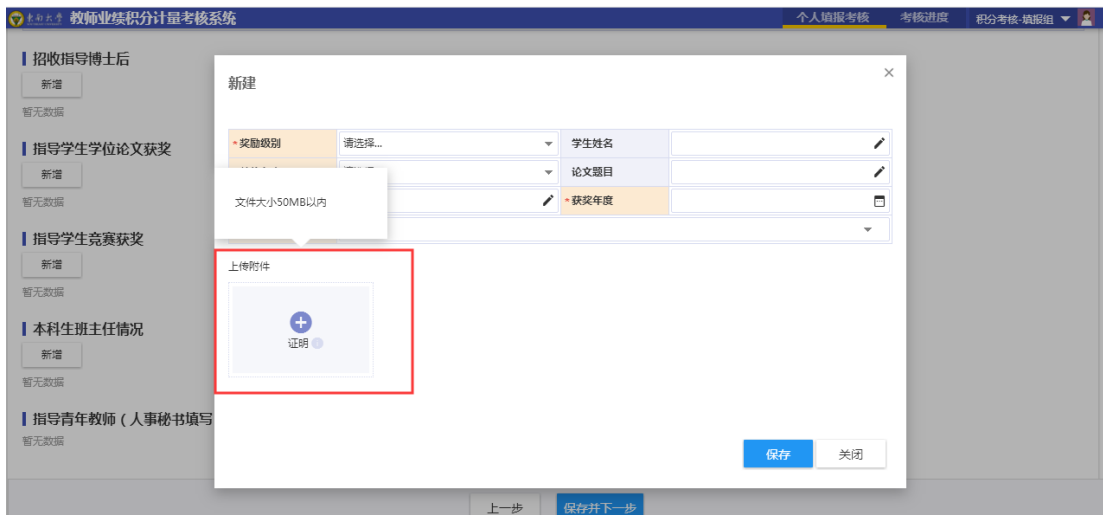 东南大学 教师业绩积分计量考核系统 个人填报考核 考核进度 积分考核-填报组
招收指导博士后
新增
暂无数据
指导学生学位论文获奖
新增
暂无数据
指导学生竞赛获奖
新增
暂无数据
本科生班主任情况
新增
暂无数据
指导青年教师（人事秘书填写
暂无数据
新建
*奖励级别 请选择... 学生姓名
论文题目
*获奖年度
文件大小50MB以内
上传附件
证明
保存 关闭
上一步 保存并下一步